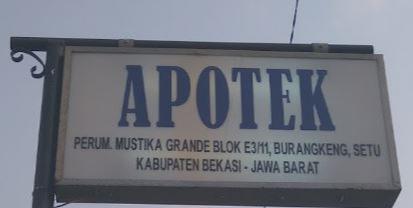 APOTEK
PERUM. MUSTIKA GRANDE BLOK E3/11, BURANGKENG, SETU
KABUPATEN BEKASI - JAWA BARAT